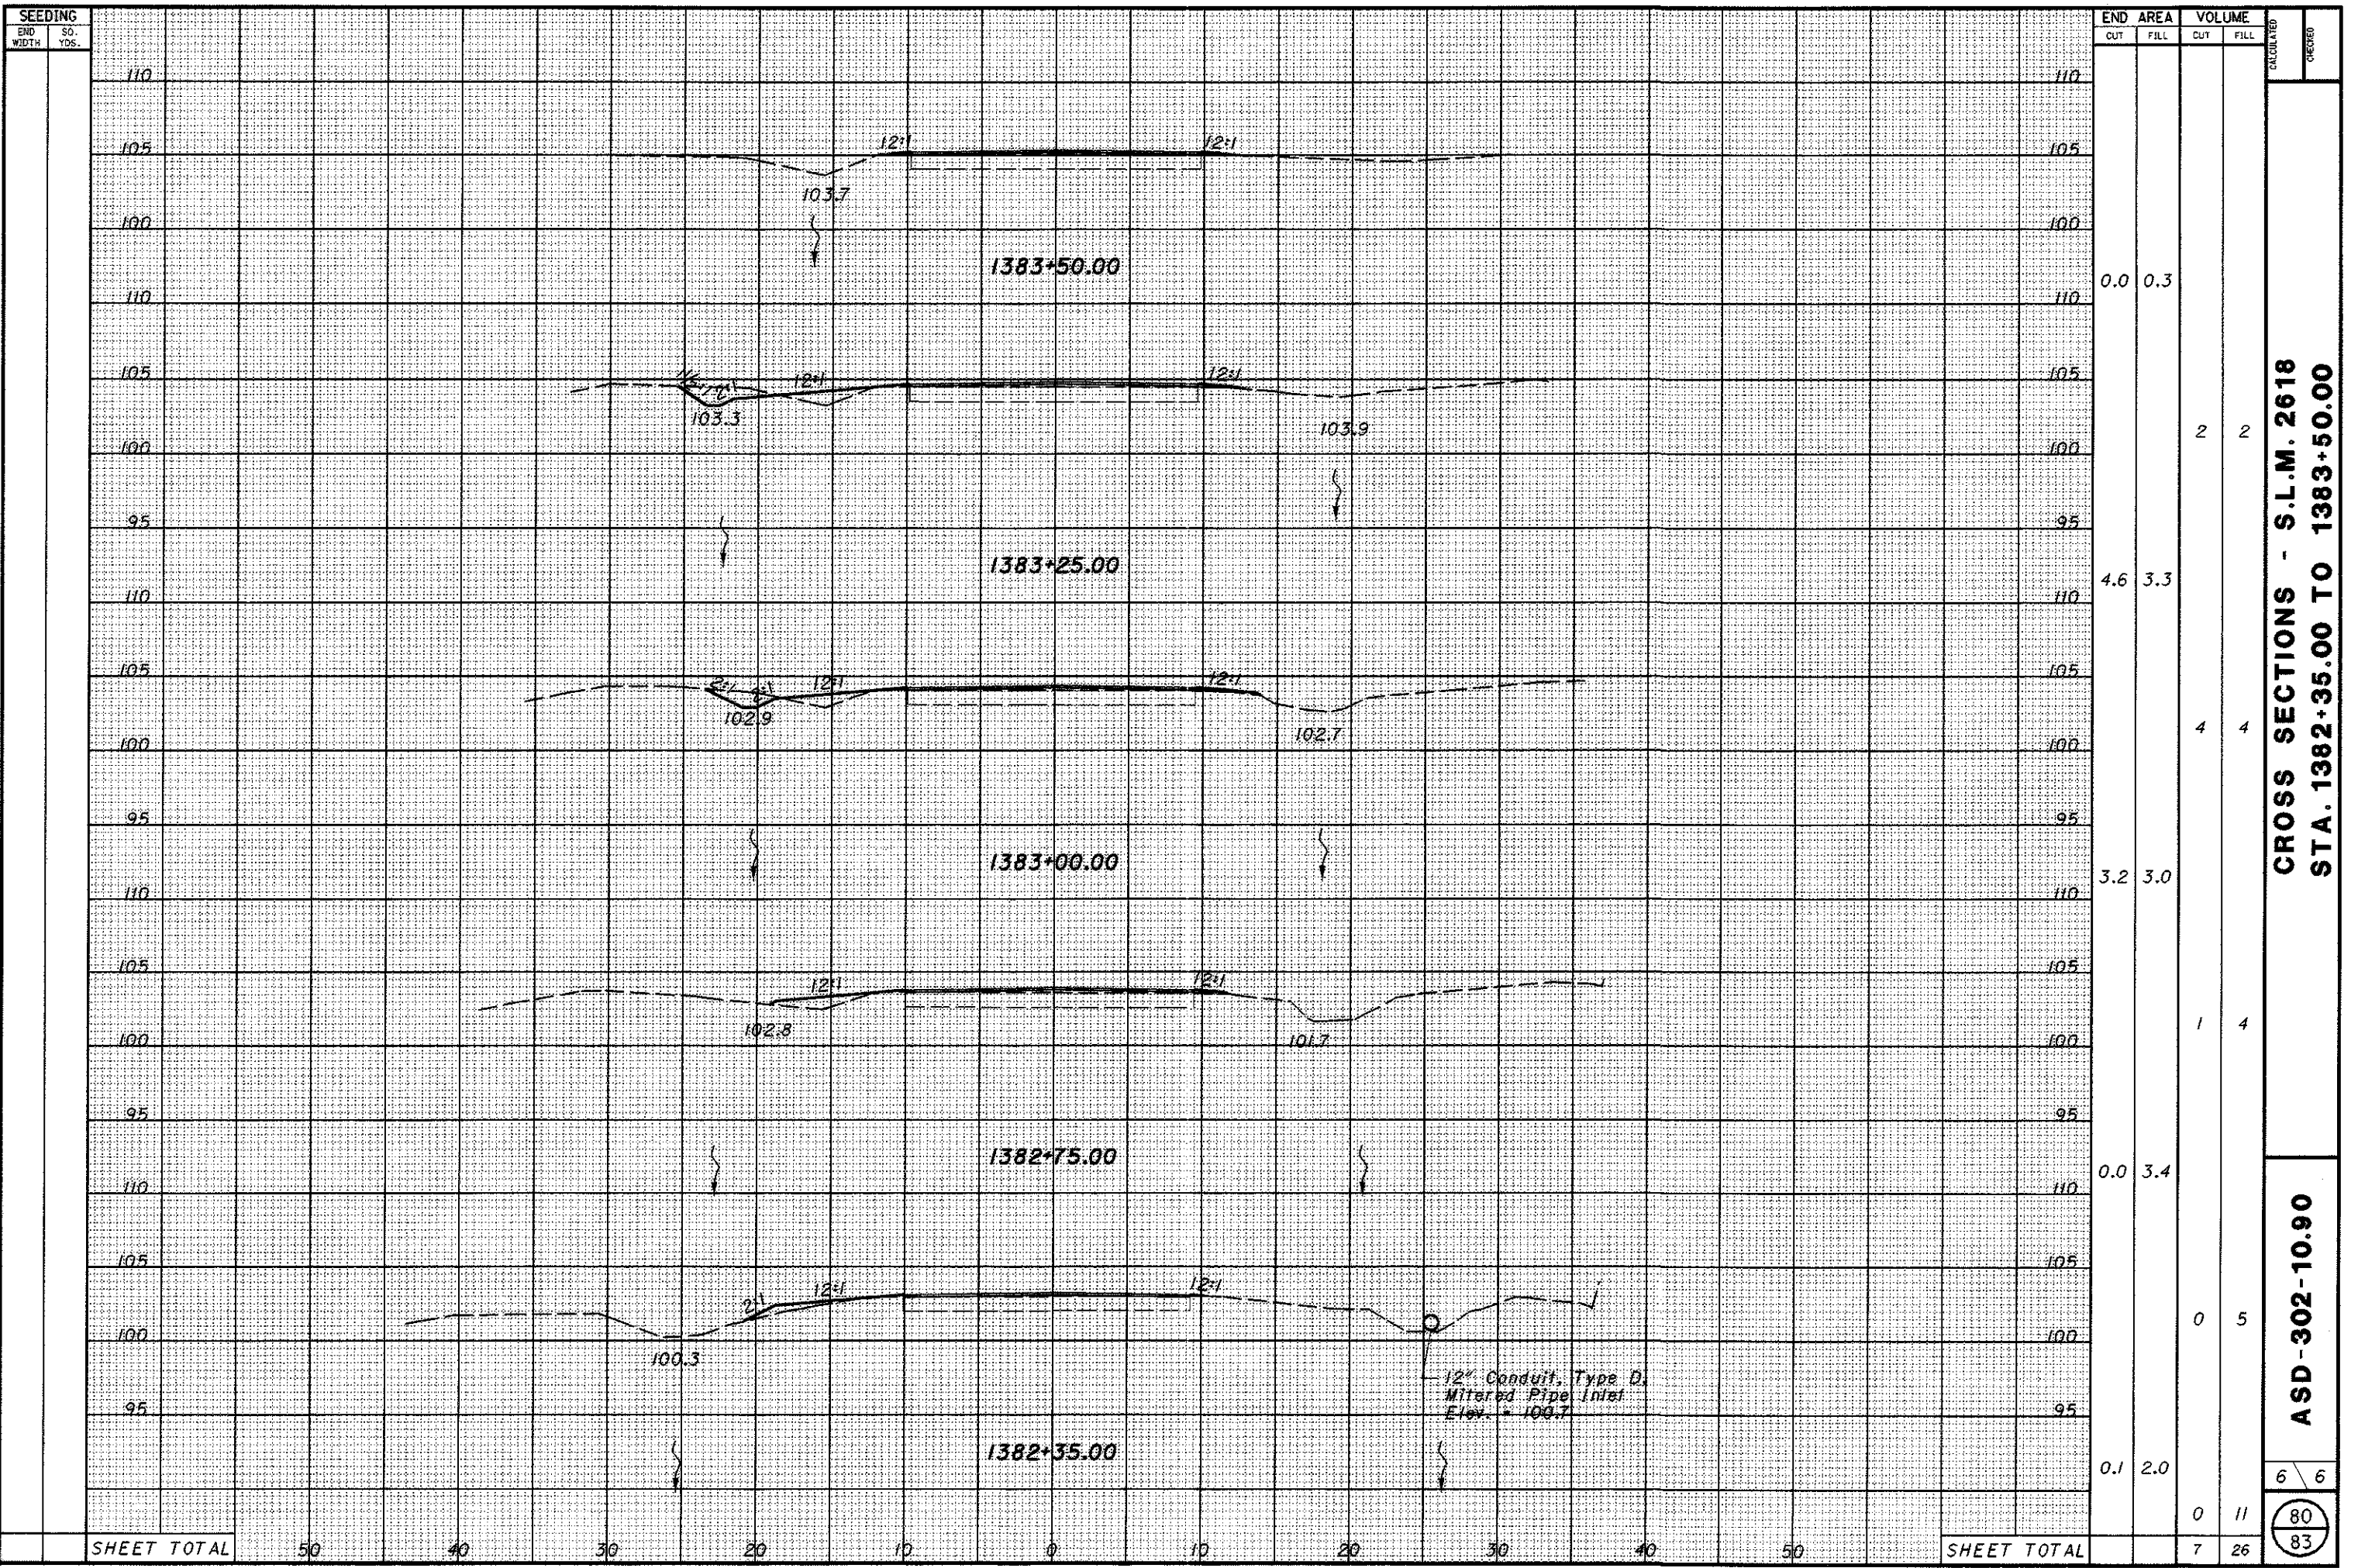 SEEDING
END WIDTH SQ. YDS.
END AREA VOLUME
CUT FILL CUT FILL
CALCULATED
CHECKED
110 110
12:1 12:1
105 105
103.7
100 100
1383+50.00
0.0 0.3
110 110
105 2:1 12:1 12:1 105
103.3 103.9
2 2
100 100
95 95
1383+25.00
4.6 3.3
110 110
105 2:1 2:1 12:1 12:1 105
102.9 102.7
4 4
100 100
95 95
1383+00.00
3.2 3.0
110 110
105 12:1 12:1 105
102.8 101.7
1 4
100 100
95 95
1382+75.00
0.0 3.4
110 110
105 105
2:1 12:1 12:1
0 5
100 100
100.3
12" Conduit, Type D,
Mitered Pipe Inlet
Elev. = 100.7
95 95
1382+35.00
0.1 2.0
0 11
SHEET TOTAL 50 40 30 20 10 0 10 20 30 40 50 SHEET TOTAL 7 26
CROSS SECTIONS - S.L.M. 2618
STA. 1382+35.00 TO 1383+50.00
ASD-302-10.90
6 6
80
83